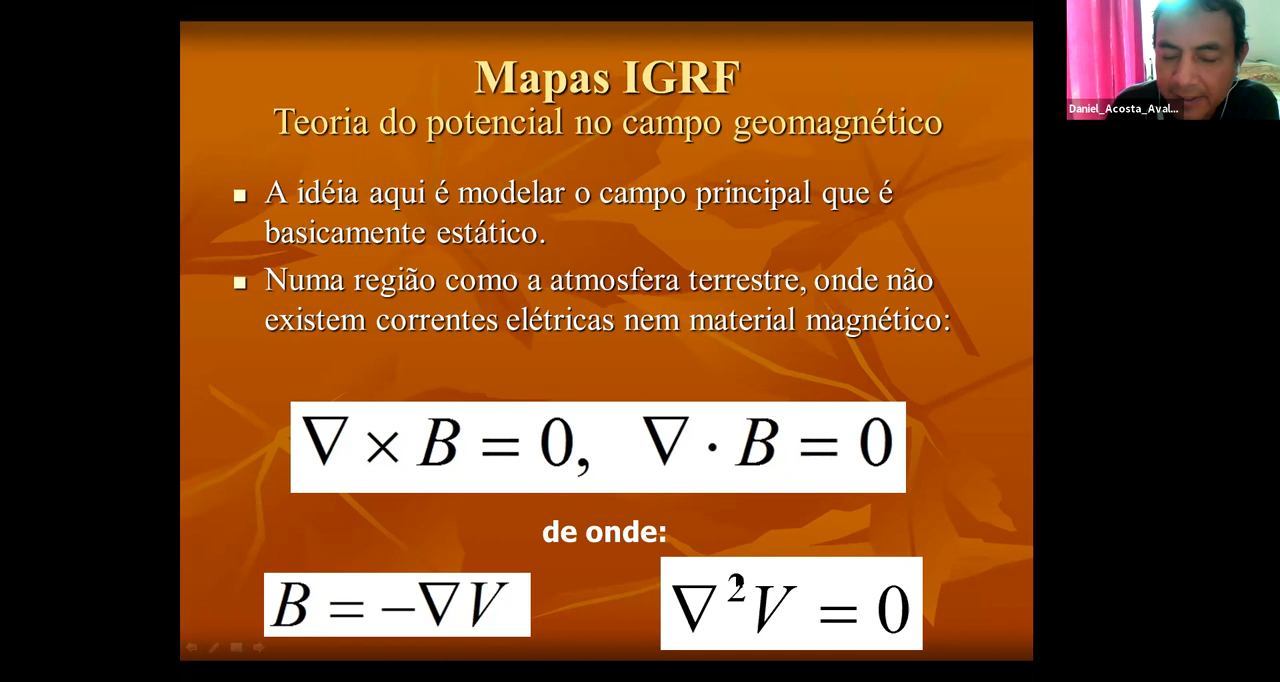 Mapas IGRF
Teoria do potencial no campo geomagnético
A idéia aqui é modelar o campo principal que é
basicamente estático.
Numa região como a atmosfera terrestre, onde não
existem correntes elétricas nem material magnético:
∇ × B = 0, ∇ · B = 0
de onde:
B = −∇V
∇²V = 0
Daniel_Acosta_Aval...